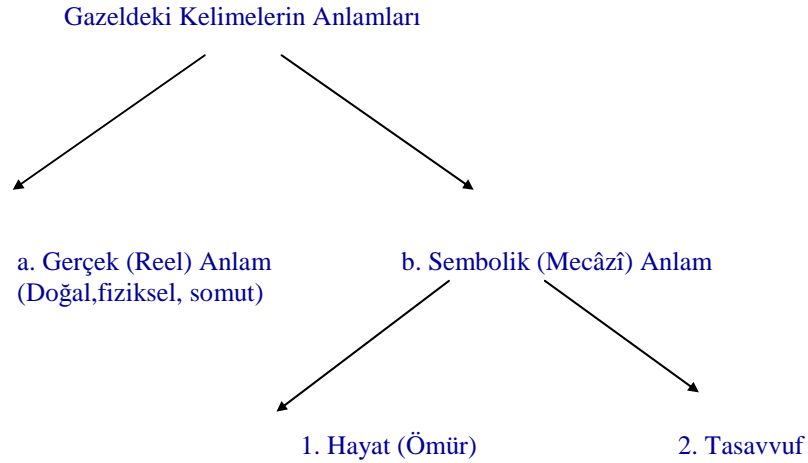 Gazeldeki Kelimelerin Anlamları
a. Gerçek (Reel) Anlam
(Doğal,fiziksel, somut)
b. Sembolik (Mecâzî) Anlam
1. Hayat (Ömür)
2. Tasavvuf